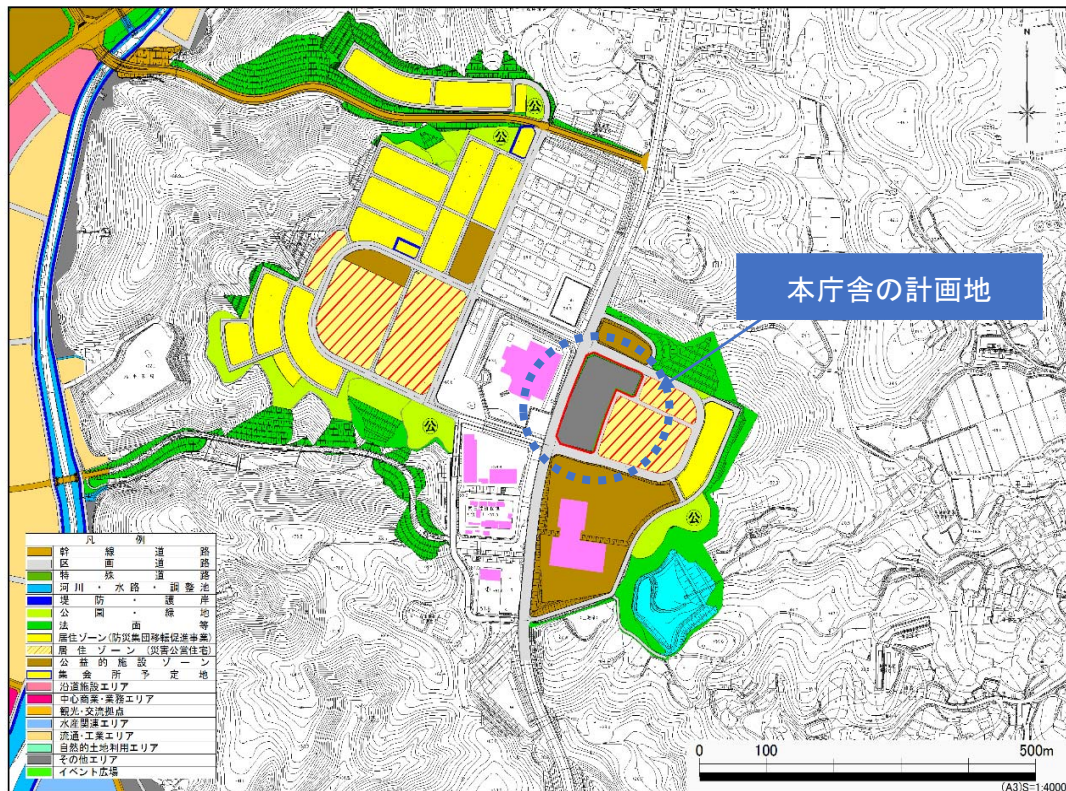 N
公
公
本庁舎の計画地
公
公
凡例
幹線道路
区画道路
特殊道路
河川・水路・調整池
堤防・護岸
公園・緑地
法面等
居住ゾーン(防災集団移転促進事業)
居住ゾーン(災害公営住宅)
公益的施設ゾーン
集会所予定地
沿道施設エリア
中心商業・業務エリア
観光・交流拠点
水産関連エリア
流通・工業エリア
自然的土地利用エリア
その他エリア
イベント広場
0 100 500m
(A3)S=1:4000